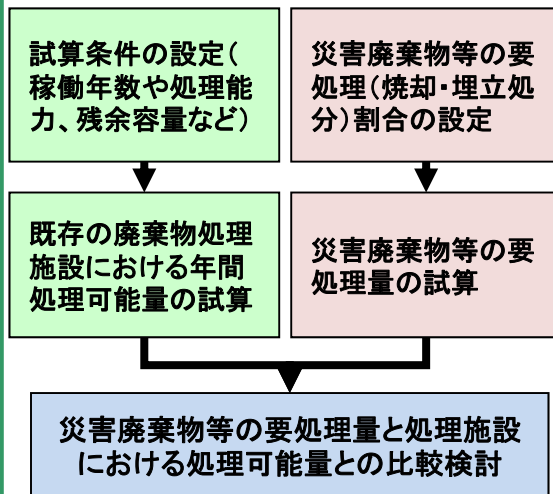 試算条件の設定(
稼働年数や処理能
力、残余容量など)
災害廃棄物等の要
処理(焼却・埋立処
分)割合の設定
既存の廃棄物処理
施設における年間
処理可能量の試算
災害廃棄物等の要
処理量の試算
災害廃棄物等の要処理量と処理施設
における処理可能量との比較検討